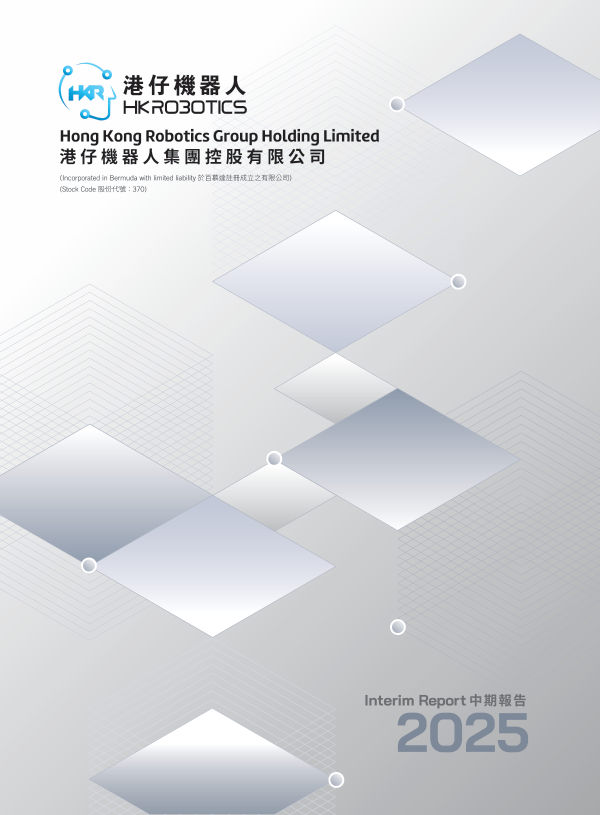 HKR
港仔機器人
HKROBOTICS
Hong Kong Robotics Group Holding Limited
港仔機器人集團控股有限公司
(Incorporated in Bermuda with limited liability 於百慕達註冊成立之有限公司)
(Stock Code 股份代號：370)
Interim Report 中期報告
2025